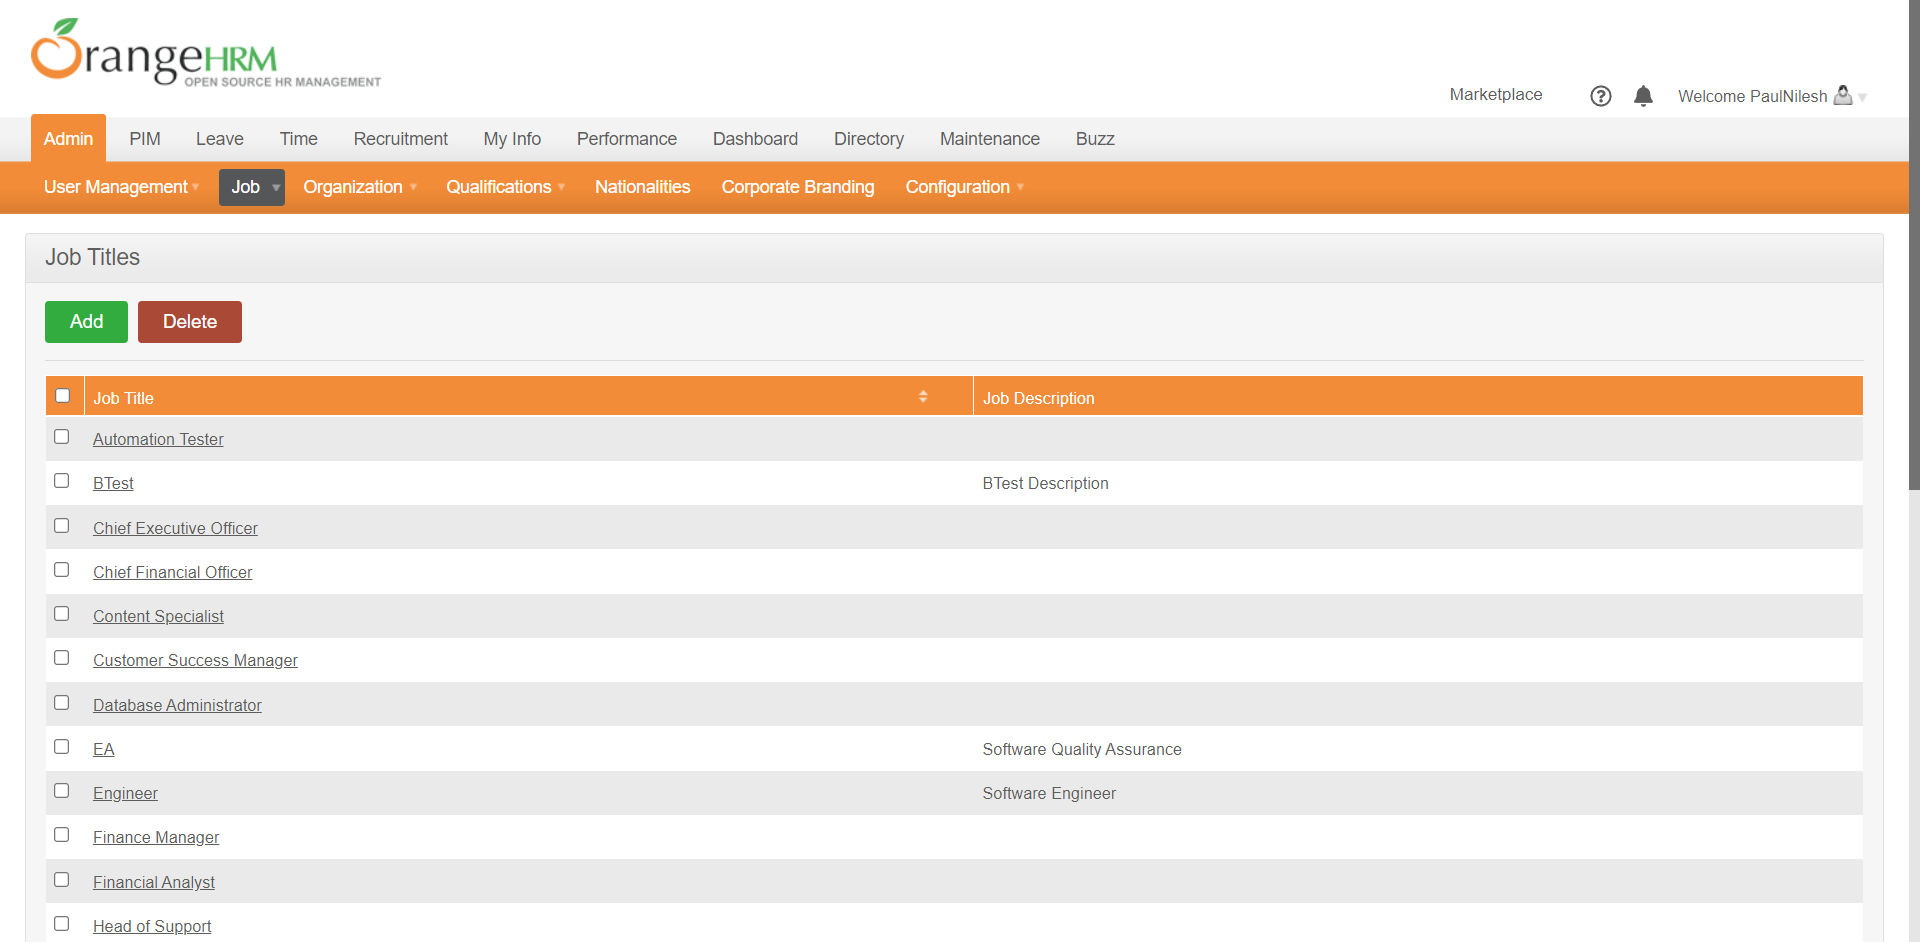 OrangeHRM
OPEN SOURCE HR MANAGEMENT
Marketplace
Welcome PaulNilesh
Admin PIM Leave Time Recruitment My Info Performance Dashboard Directory Maintenance Buzz
User Management Job Organization Qualifications Nationalities Corporate Branding Configuration
Job Titles
Add Delete
Job Title Job Description
Automation Tester
BTest BTest Description
Chief Executive Officer
Chief Financial Officer
Content Specialist
Customer Success Manager
Database Administrator
EA Software Quality Assurance
Engineer Software Engineer
Finance Manager
Financial Analyst
Head of Support